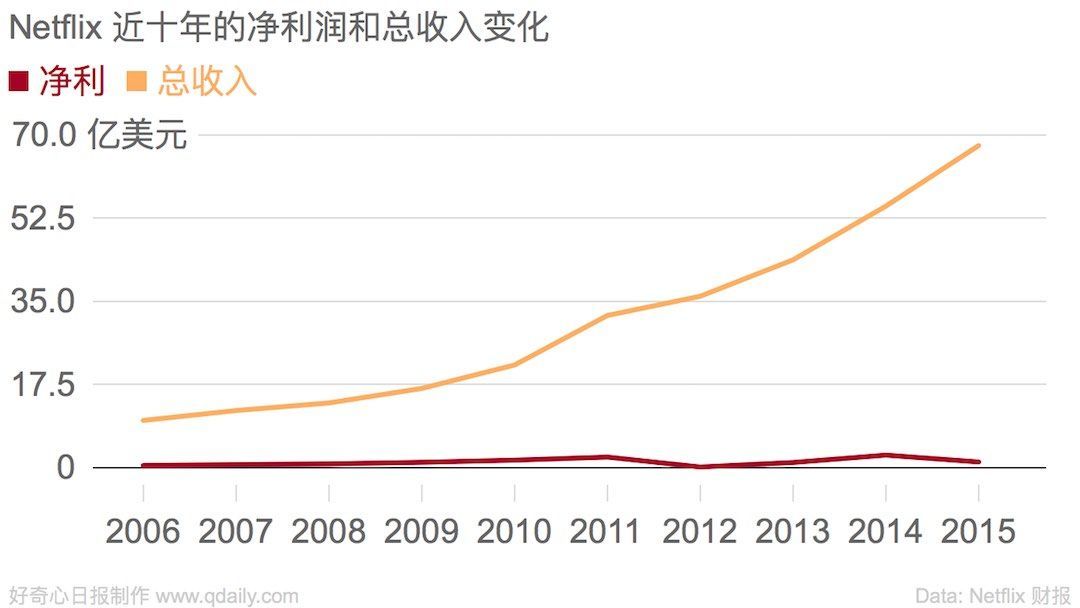 Netflix 近十年的净利润和总收入变化
净利 总收入
70.0 亿美元
52.5
35.0
17.5
0
2006 2007 2008 2009 2010 2011 2012 2013 2014 2015
好奇心日报制作 www.qdaily.com Data: Netflix 财报